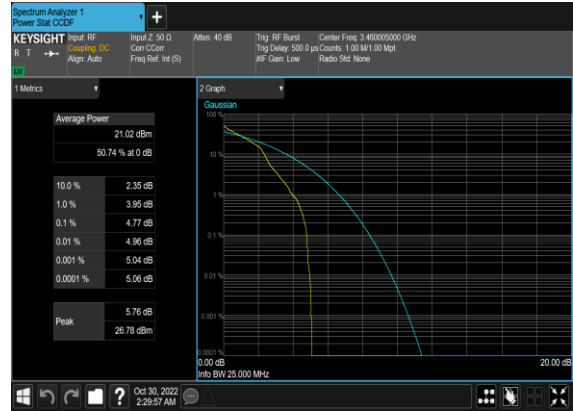 Spectrum Analyzer 1
Power Stat CCDF
KEYSIGHT
R T
LXI
Input: RF
Coupling: DC
Align: Auto
Input Z: 50 Ω
Corr CCorr
Freq Ref: Int (S)
Atten: 40 dB
Trig: RF Burst
Trig Delay: 500.0 µs
#IF Gain: Low
Center Freq: 3.460005000 GHz
Counts: 1.00 M/1.00 Mpt
Radio Std: None
1 Metrics
Average Power
21.02 dBm
50.74 % at 0 dB
10.0 % 2.35 dB
1.0 % 3.95 dB
0.1 % 4.77 dB
0.01 % 4.96 dB
0.001 % 5.04 dB
0.0001 % 5.06 dB
Peak
5.76 dB
26.78 dBm
2 Graph
Gaussian
100 %
10 %
1 %
0.1 %
0.01 %
0.001 %
0.0001 %
0.00 dB 20.00 dB
Info BW 25.000 MHz
?
Oct 30, 2022
2:29:57 AM